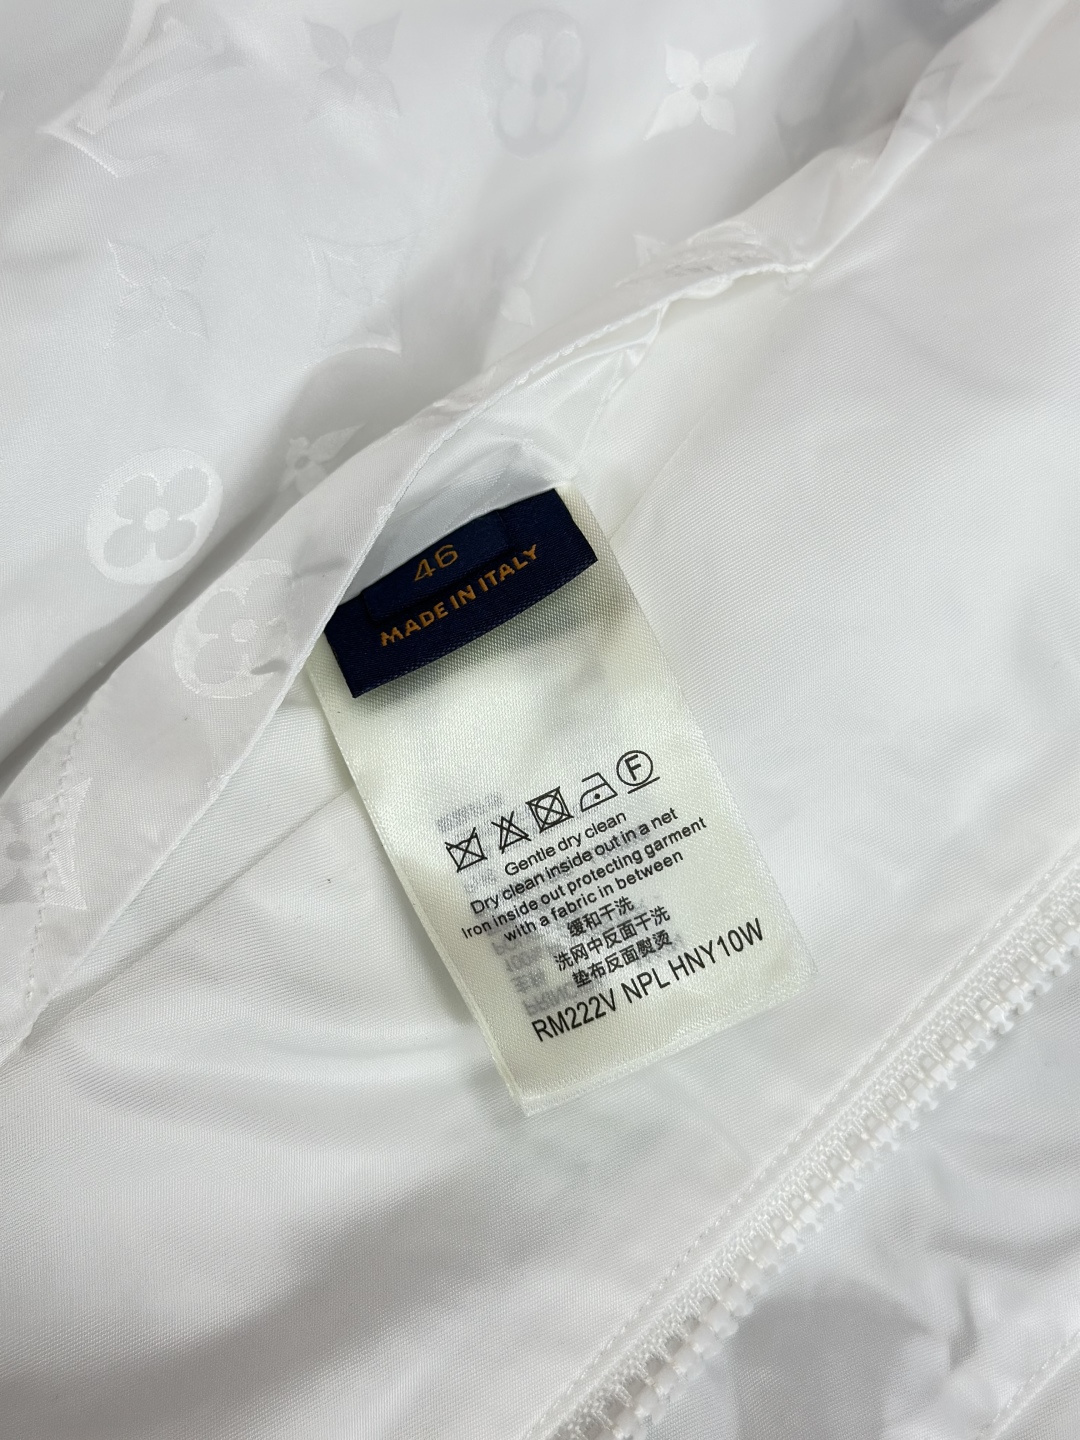 46
MADE IN ITALY
F
Gentle dry clean
Dry clean inside out in a net
Iron inside out protecting garment
with a fabric in between
缓和干洗
洗网中反面干洗
垫布反面熨烫
RM222V NPL HNY10W